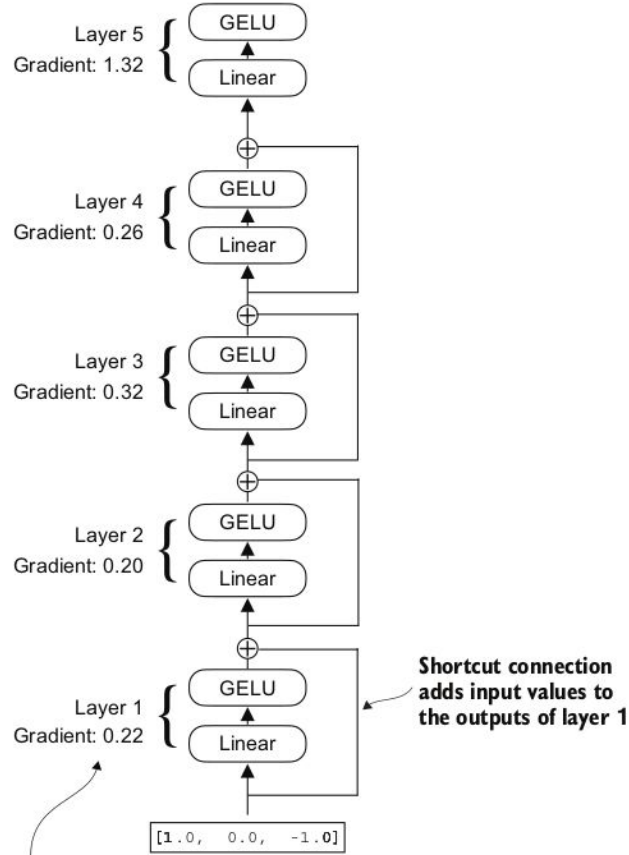 GELU
Layer 5
Gradient: 1.32
Linear
GELU
Layer 4
Gradient: 0.26
Linear
GELU
Layer 3
Gradient: 0.32
Linear
GELU
Layer 2
Gradient: 0.20
Linear
Shortcut connection
adds input values to
the outputs of layer 1
GELU
Layer 1
Gradient: 0.22
Linear
[1.0, 0.0, -1.0]